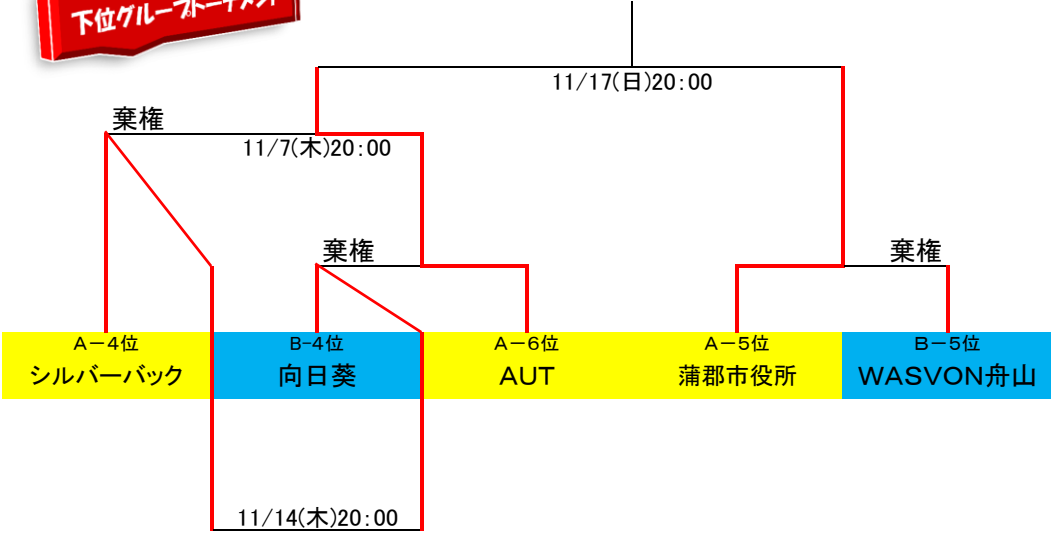 下位グループトーナメント
11/17(日)20:00
棄権
11/7(木)20:00
棄権
棄権
A－4位
B-4位
A－6位
A－5位
B－5位
シルバーバック
向日葵
AUT
蒲郡市役所
WASVON舟山
11/14(木)20:00